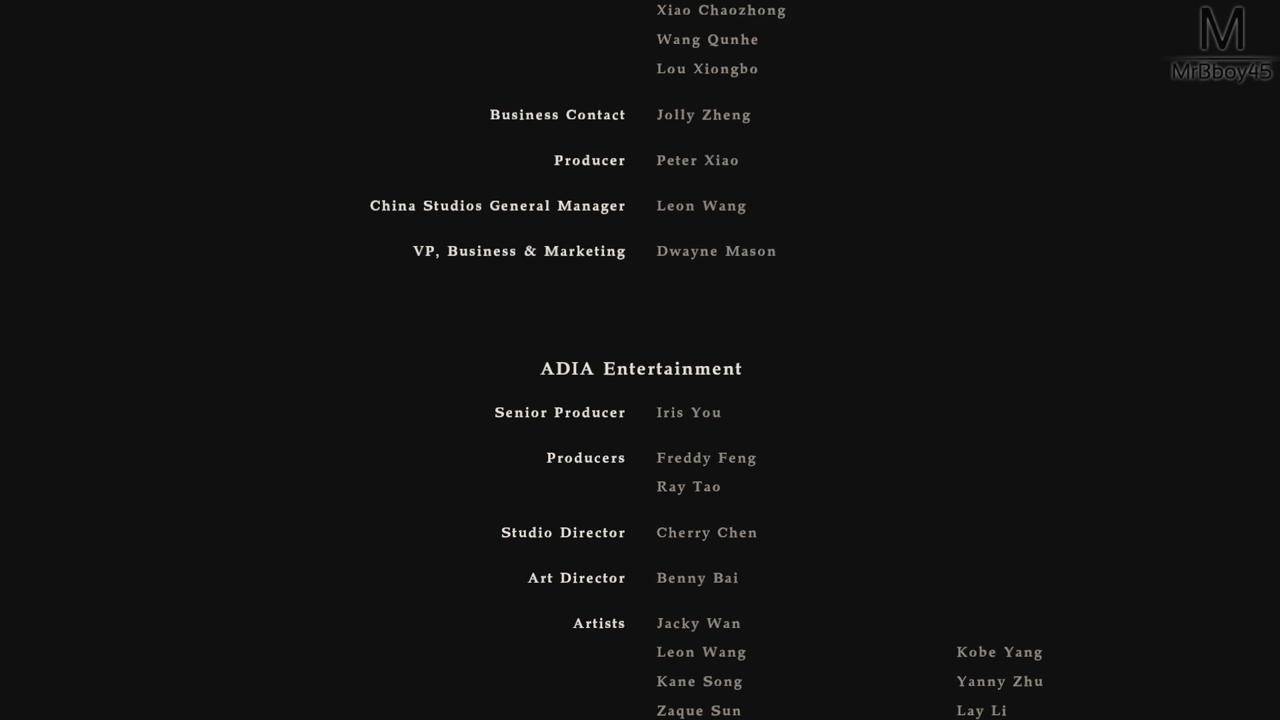 Xiao Chaozhong
Wang Qunhe
Lou Xiongbo
M
MrBboy45
Business Contact Jolly Zheng
Producer Peter Xiao
China Studios General Manager Leon Wang
VP, Business & Marketing Dwayne Mason
ADIA Entertainment
Senior Producer Iris You
Producers Freddy Feng
Ray Tao
Studio Director Cherry Chen
Art Director Benny Bai
Artists Jacky Wan
Leon Wang Kobe Yang
Kane Song Yanny Zhu
Zaque Sun Lay Li